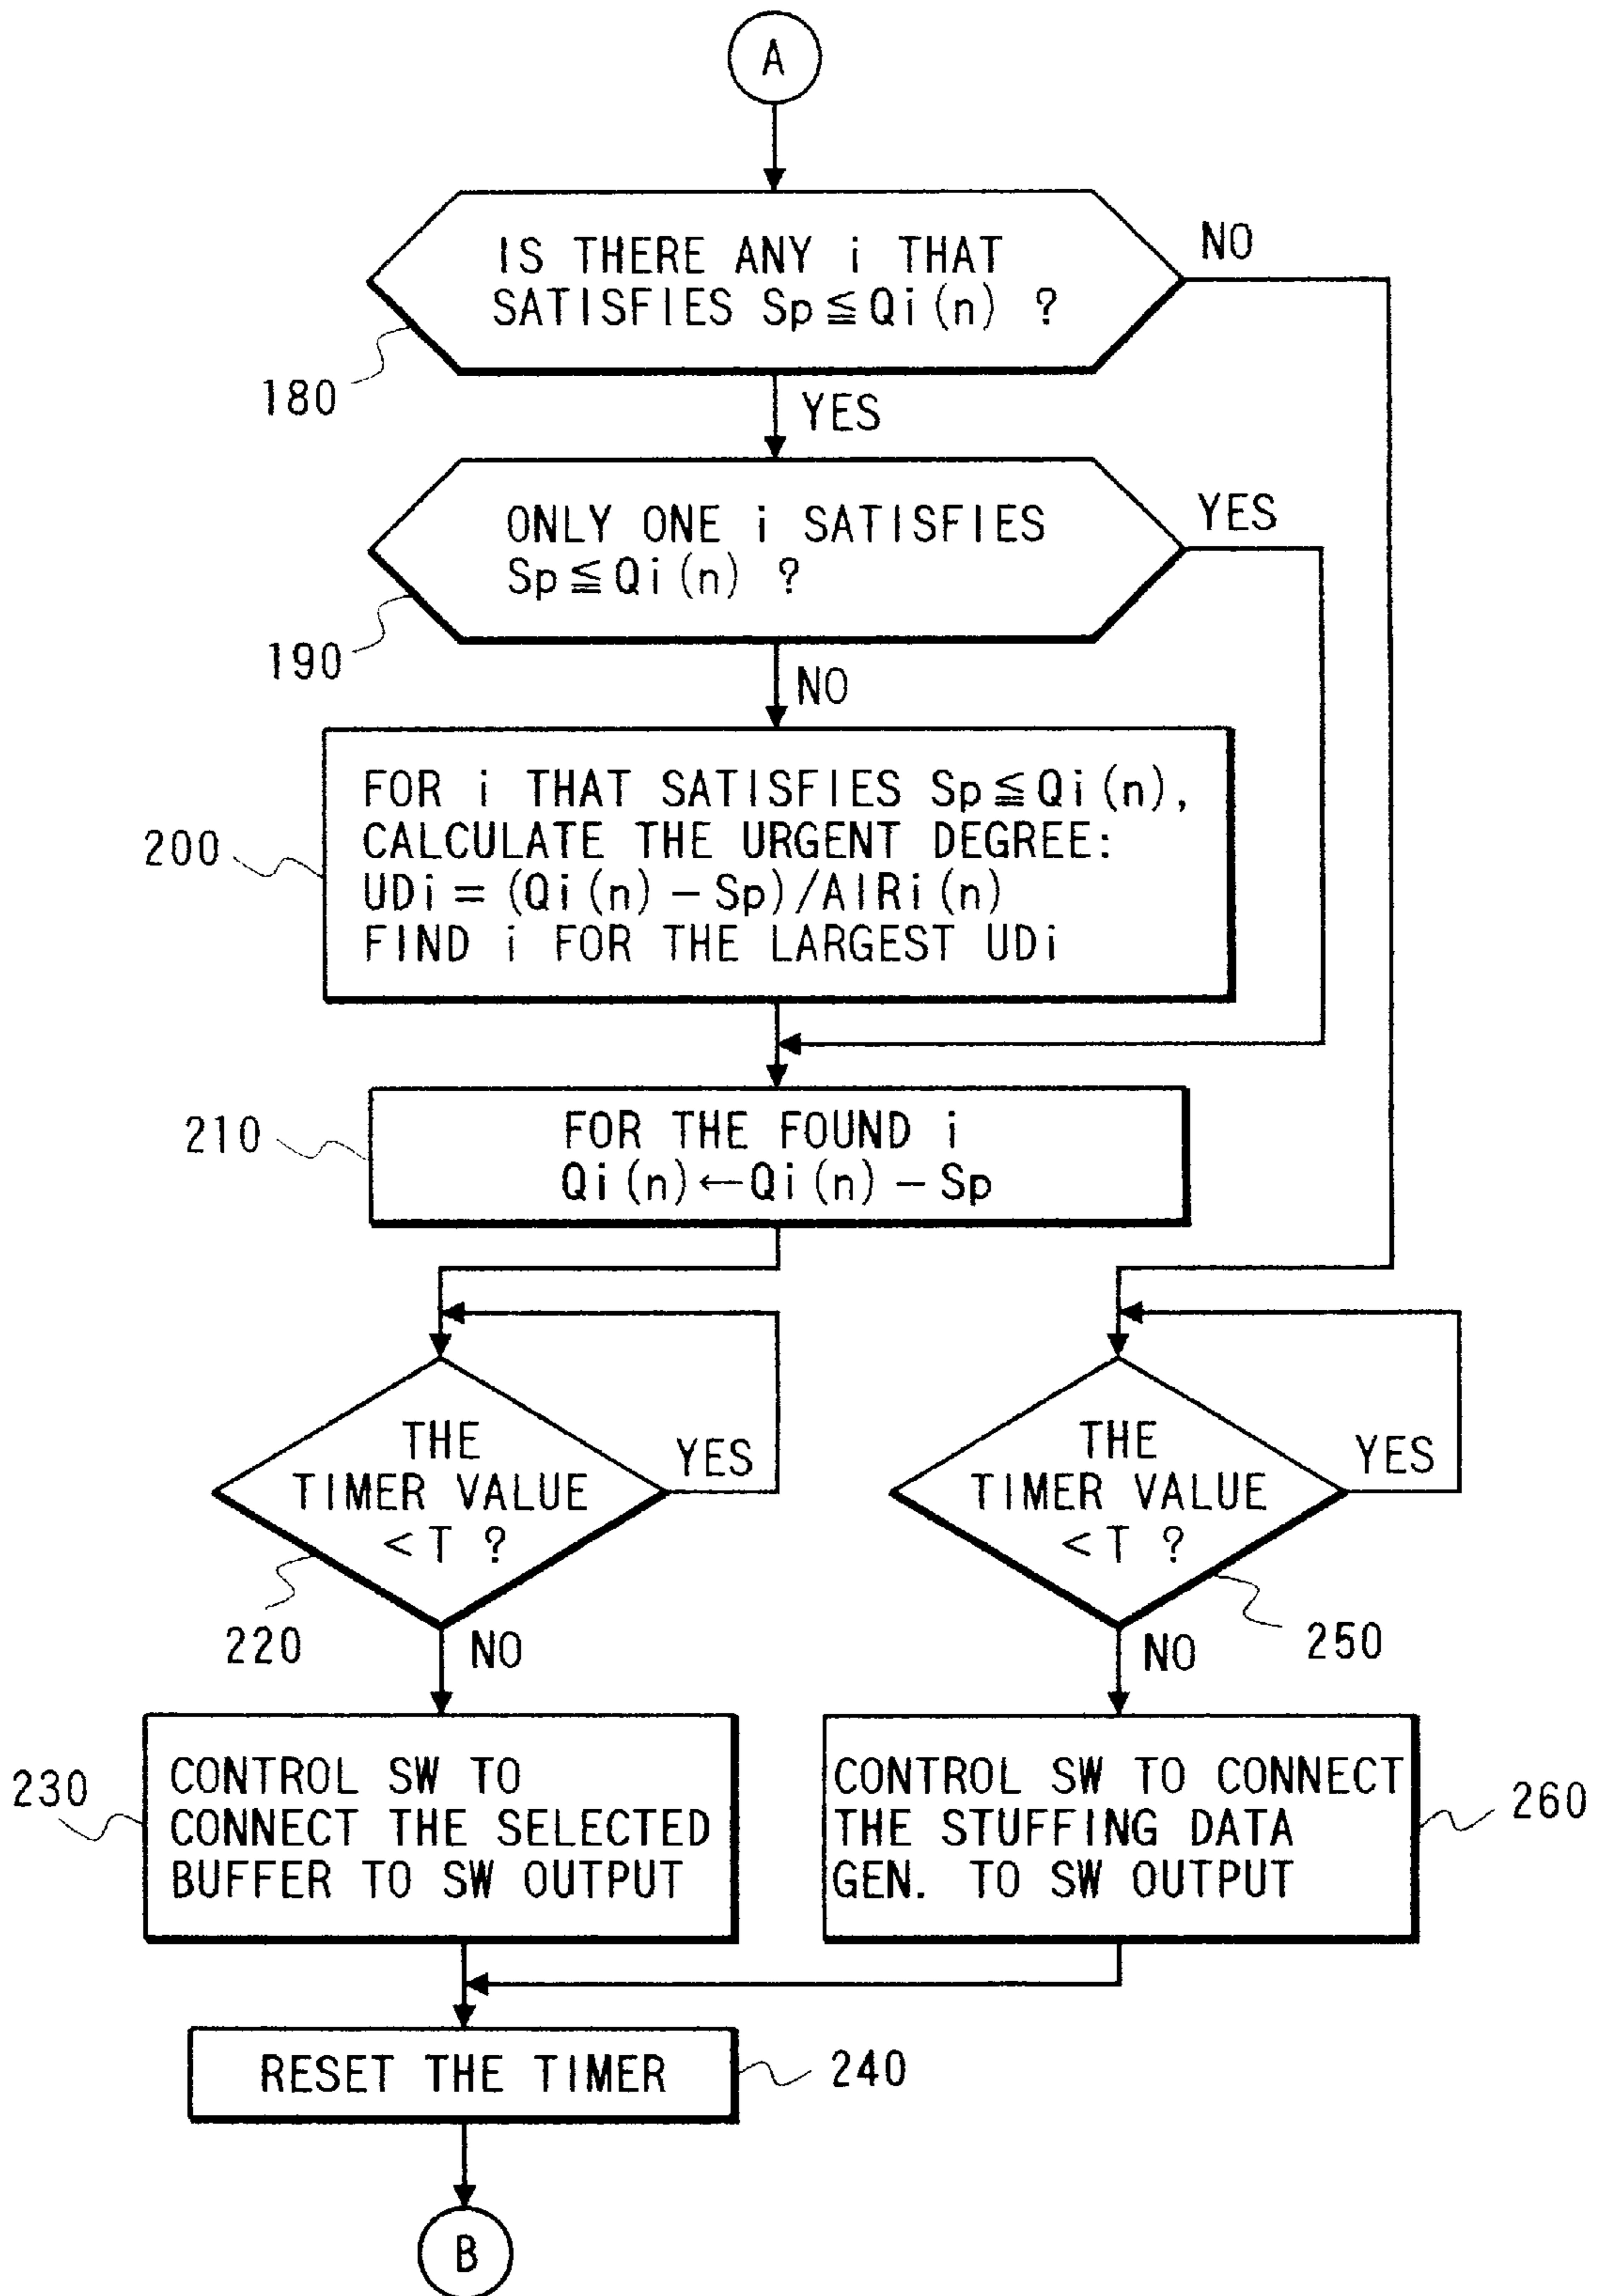 A
IS THERE ANY i THAT
SATISFIES Sp≦Qi(n) ?
NO
180
YES
ONLY ONE i SATISFIES
Sp≦Qi(n) ?
YES
190
NO
FOR i THAT SATISFIES Sp≦Qi(n),
CALCULATE THE URGENT DEGREE:
UDi=(Qi(n)-Sp)/AIRi(n)
FIND i FOR THE LARGEST UDi
200
210
FOR THE FOUND i
Qi(n)←Qi(n)-Sp
THE
TIMER VALUE
<T ?
YES
220
NO
THE
TIMER VALUE
<T ?
YES
250
NO
230
CONTROL SW TO
CONNECT THE SELECTED
BUFFER TO SW OUTPUT
CONTROL SW TO CONNECT
THE STUFFING DATA
GEN. TO SW OUTPUT
260
RESET THE TIMER
240
B